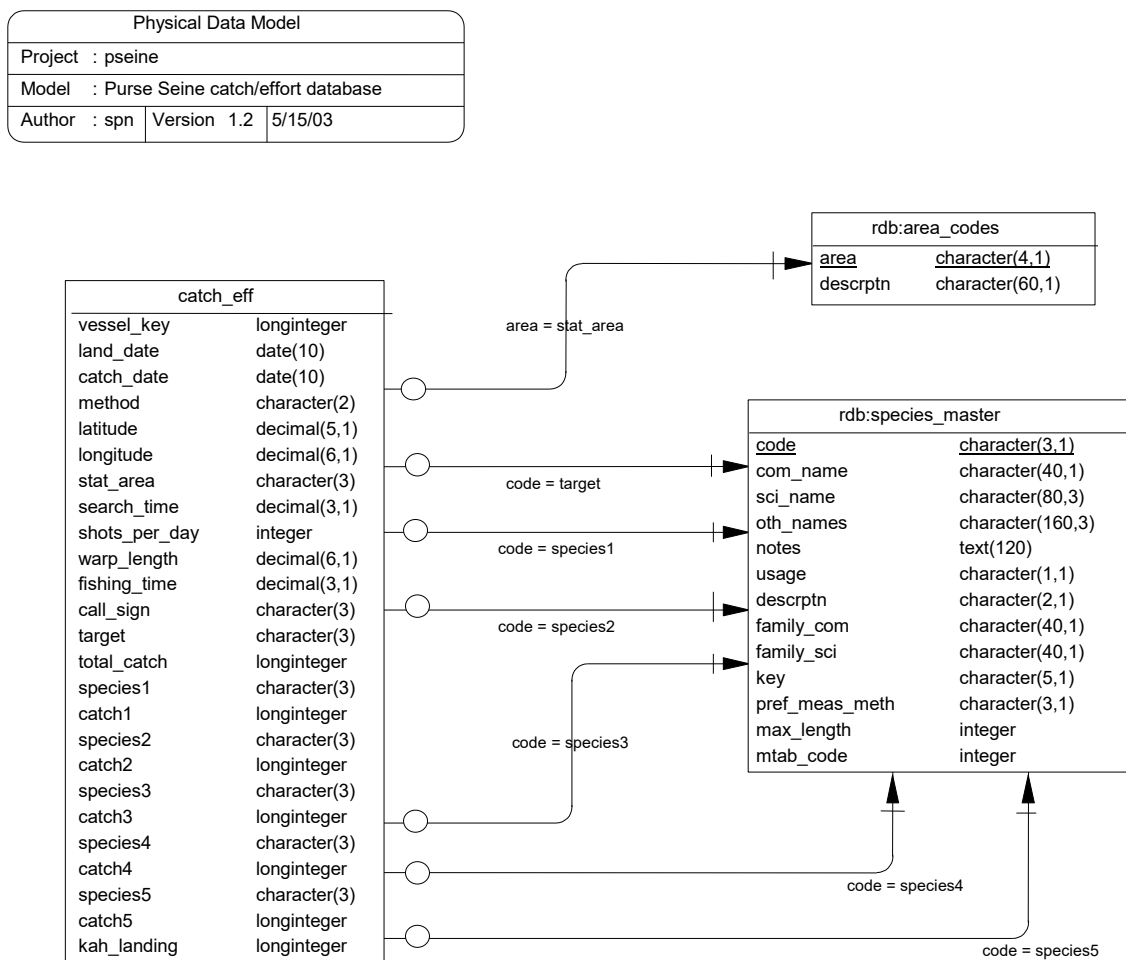 Physical Data Model
Project : pseine
Model : Purse Seine catch/effort database
Author : spn Version 1.2 5/15/03
rdb:area_codes
area character(4,1)
descrptn character(60,1)
catch_eff
vessel_key longinteger
land_date date(10)
catch_date date(10)
method character(2)
latitude decimal(5,1)
longitude decimal(6,1)
stat_area character(3)
search_time decimal(3,1)
shots_per_day integer
warp_length decimal(6,1)
fishing_time decimal(3,1)
call_sign character(3)
target character(3)
total_catch longinteger
species1 character(3)
catch1 longinteger
species2 character(3)
catch2 longinteger
species3 character(3)
catch3 longinteger
species4 character(3)
catch4 longinteger
species5 character(3)
catch5 longinteger
kah_landing longinteger
area = stat_area
code = target
code = species1
code = species2
code = species3
code = species4
code = species5
rdb:species_master
code character(3,1)
com_name character(40,1)
sci_name character(80,3)
oth_names character(160,3)
notes text(120)
usage character(1,1)
descrptn character(2,1)
family_com character(40,1)
family_sci character(40,1)
key character(5,1)
pref_meas_meth character(3,1)
max_length integer
mtab_code integer